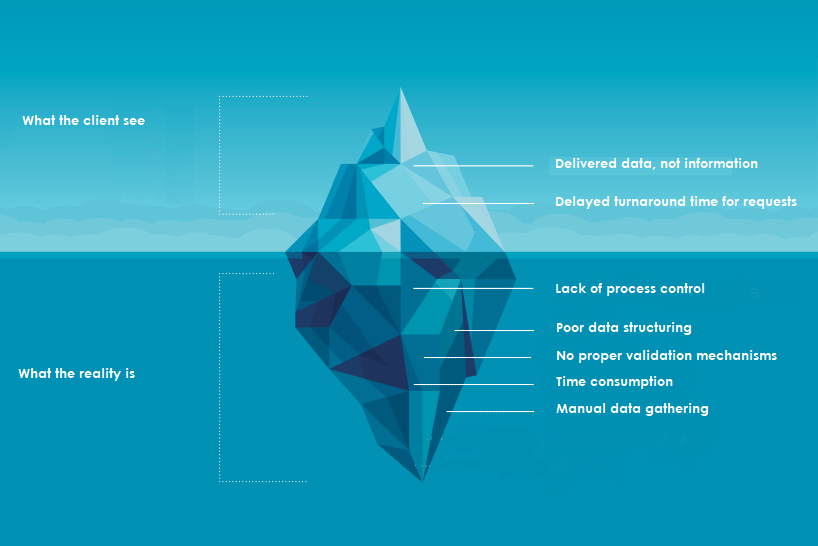 What the client see
Delivered data, not information
Delayed turnaround time for requests
Lack of process control
Poor data structuring
No proper validation mechanisms
What the reality is
Time consumption
Manual data gathering